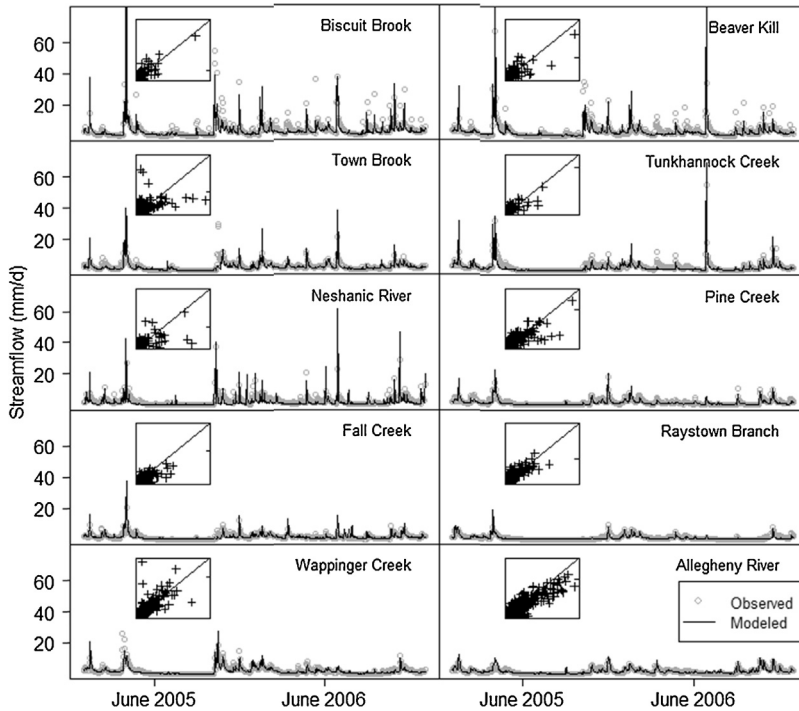 Streamflow (mm/d)
60
40
20
Biscuit Brook
Beaver Kill
60
40
20
Town Brook
Tunkhannock Creek
60
40
20
Neshanic River
Pine Creek
60
40
20
Fall Creek
Raystown Branch
60
40
20
Wappinger Creek
Allegheny River
Observed
Modeled
June 2005
June 2006
June 2005
June 2006